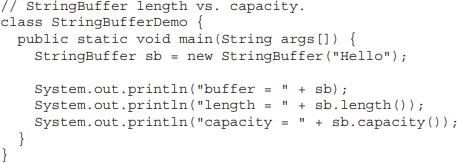 // StringBuffer length vs. capacity.
class StringBufferDemo {
  public static void main(String args[]) {
    StringBuffer sb = new StringBuffer("Hello");

    System.out.println("buffer = " + sb);
    System.out.println("length = " + sb.length());
    System.out.println("capacity = " + sb.capacity());
  }
}